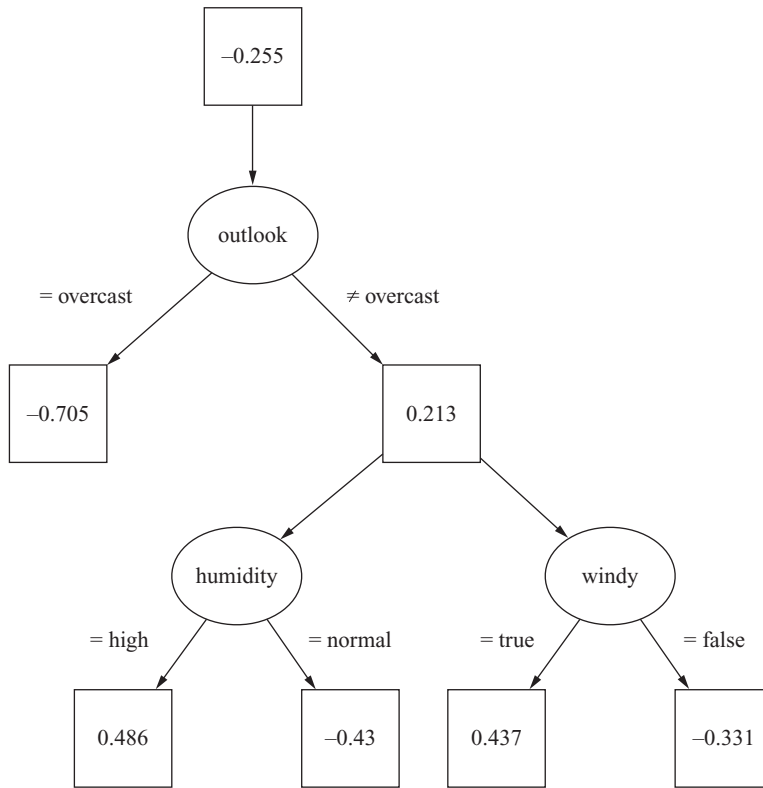 –0.255
outlook
= overcast
≠ overcast
–0.705
0.213
humidity
windy
= high
= normal
= true
= false
0.486
–0.43
0.437
–0.331